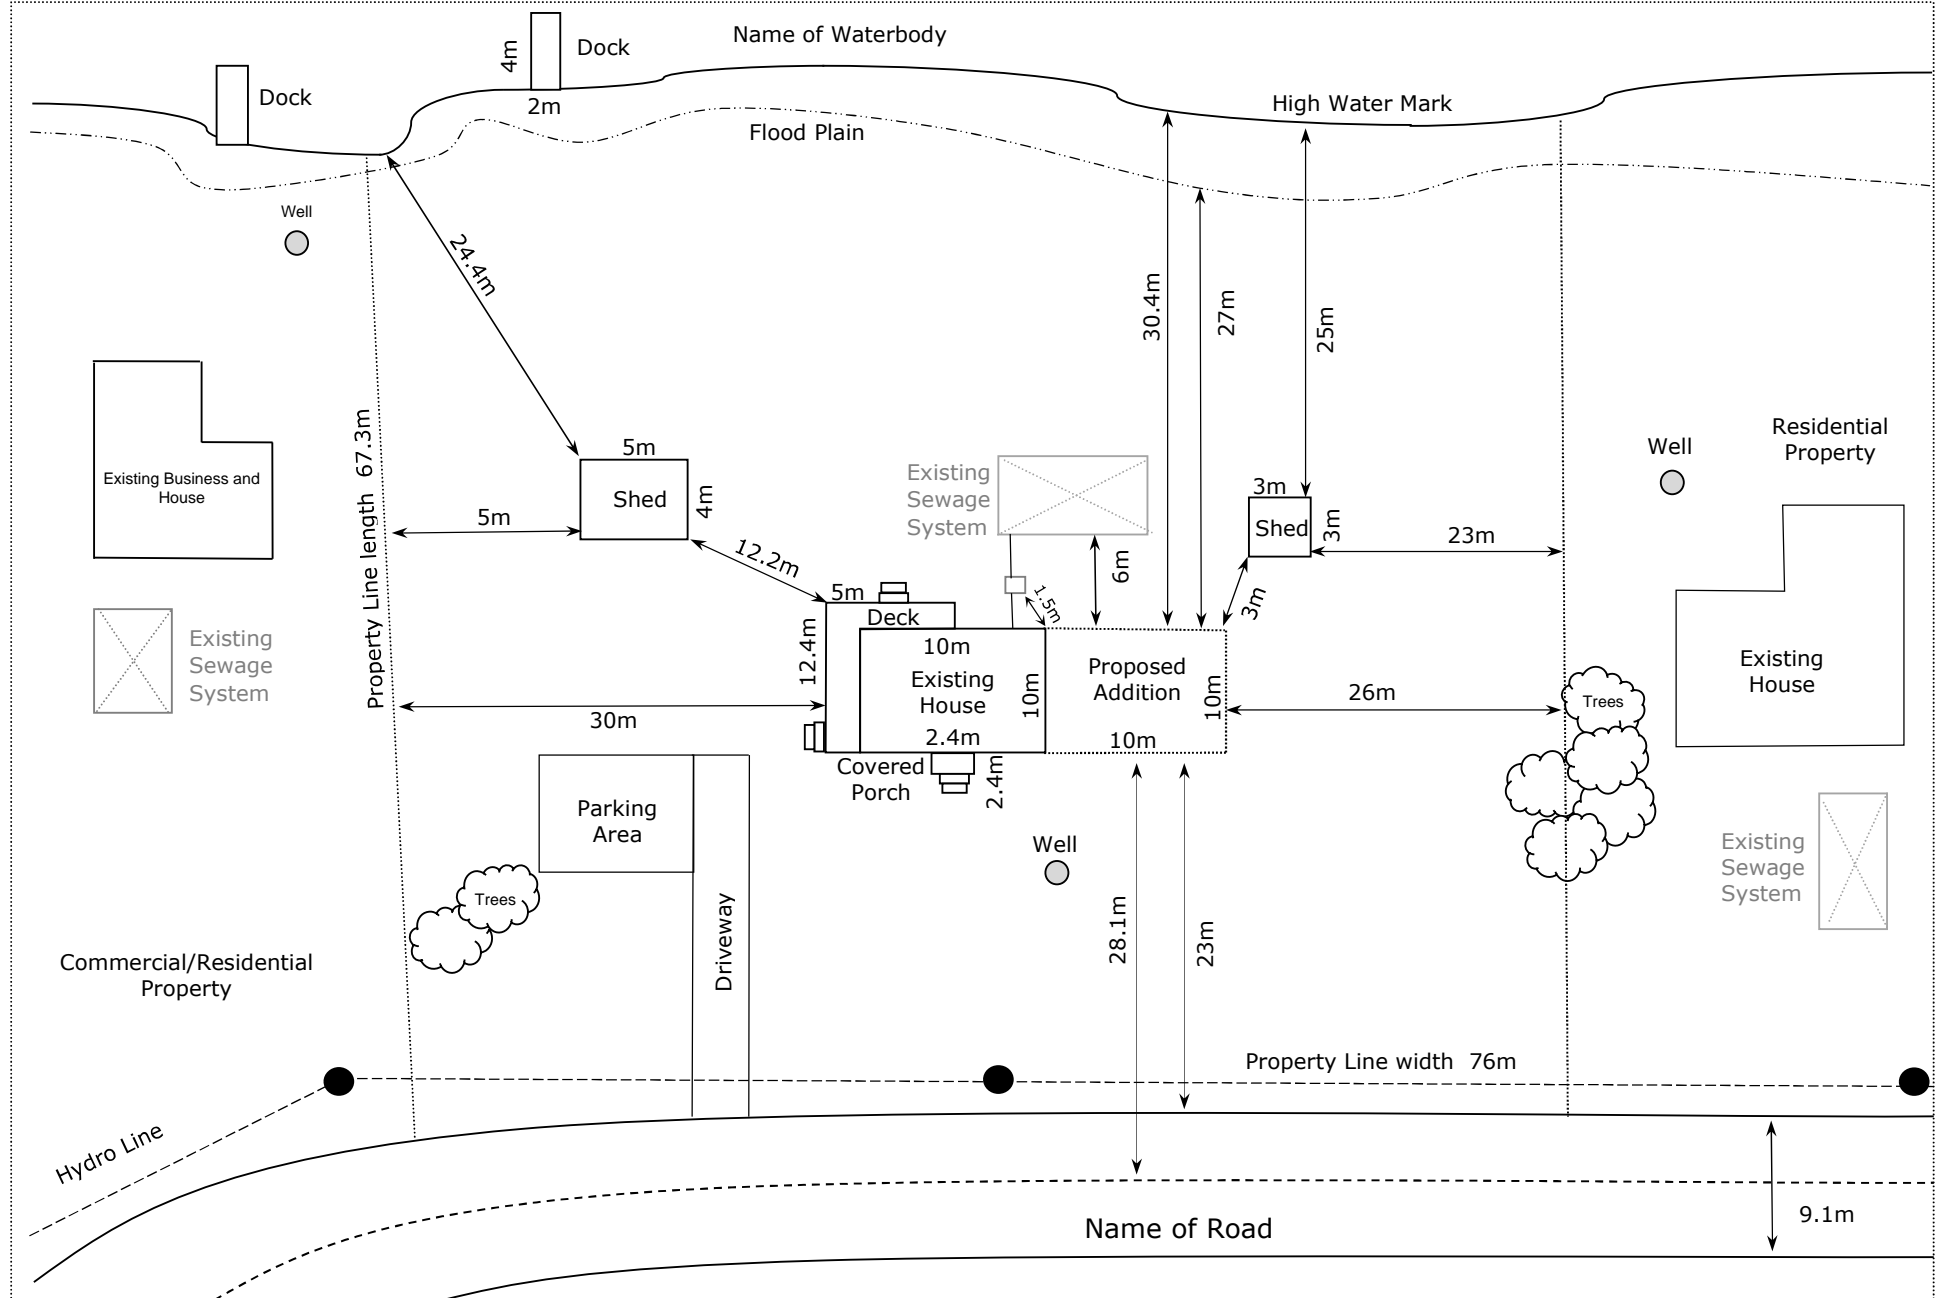 Name of Waterbody
4m
Dock
Dock
2m
High Water Mark
Flood Plain
Well
24.4m
30.4m
27m
25m
Property Line length 67.3m
Existing Business and
House
5m
Shed
4m
5m
Existing
Sewage
System
3m
Shed
3m
23m
Well
Residential
Property
12.2m
6m
1.5m
3m
5m
Deck
12.4m
10m
Existing
House
10m
2.4m
Proposed
Addition
10m
10m
26m
30m
Existing
Sewage
System
Trees
Existing
House
Covered
Porch
2.4m
Parking
Area
Well
Existing
Sewage
System
Trees
Driveway
28.1m
23m
Commercial/Residential
Property
Property Line width 76m
Hydro Line
9.1m
Name of Road